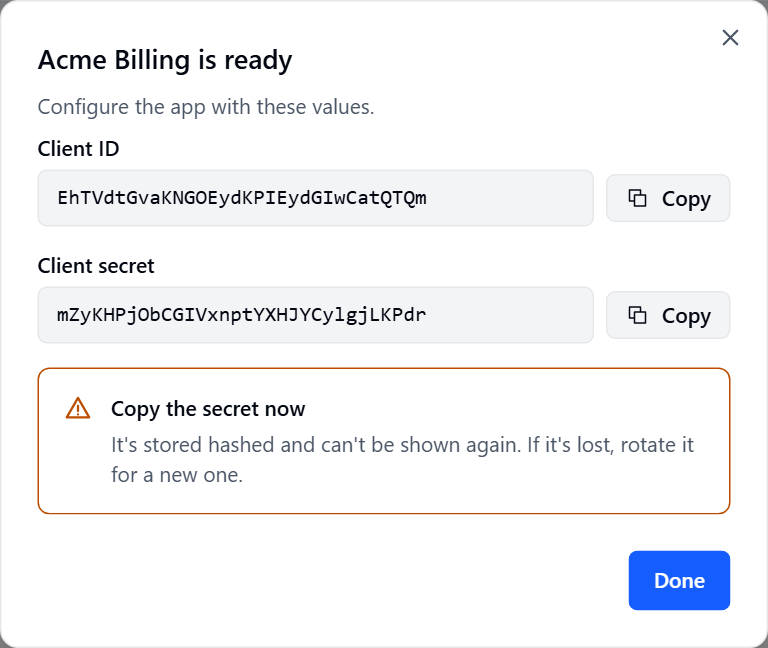 Acme Billing is ready
Configure the app with these values.
Client ID
EhTVdtGvaKNGOEydKPIEydGIwCatQTQm
Copy
Client secret
mZyKHPjObCGIVxnptYXHJYCylgjLKPdr
Copy
Copy the secret now
It's stored hashed and can't be shown again. If it's lost, rotate it
for a new one.
Done